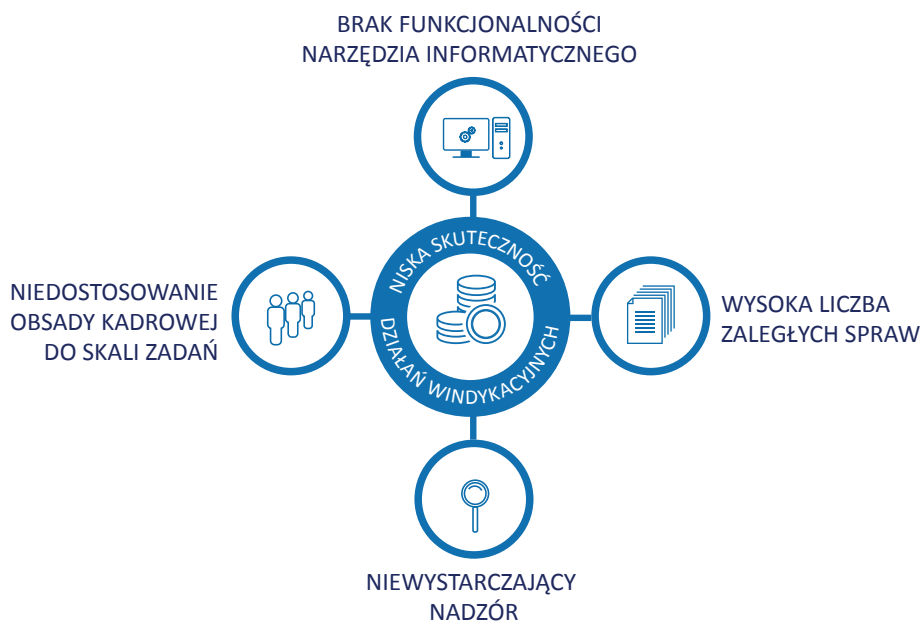 BRAK FUNKCJONALNOŚCI
NARZĘDZIA INFORMATYCZNEGO
NISKA SKUTECZNOŚĆ
DZIAŁAŃ WINDYKACYJNYCH
NIEDOSTOSOWANIE
OBSADY KADROWEJ
DO SKALI ZADAŃ
WYSOKA LICZBA
ZALEGŁYCH SPRAW
NIEWYSTARCZAJĄCY
NADZÓR